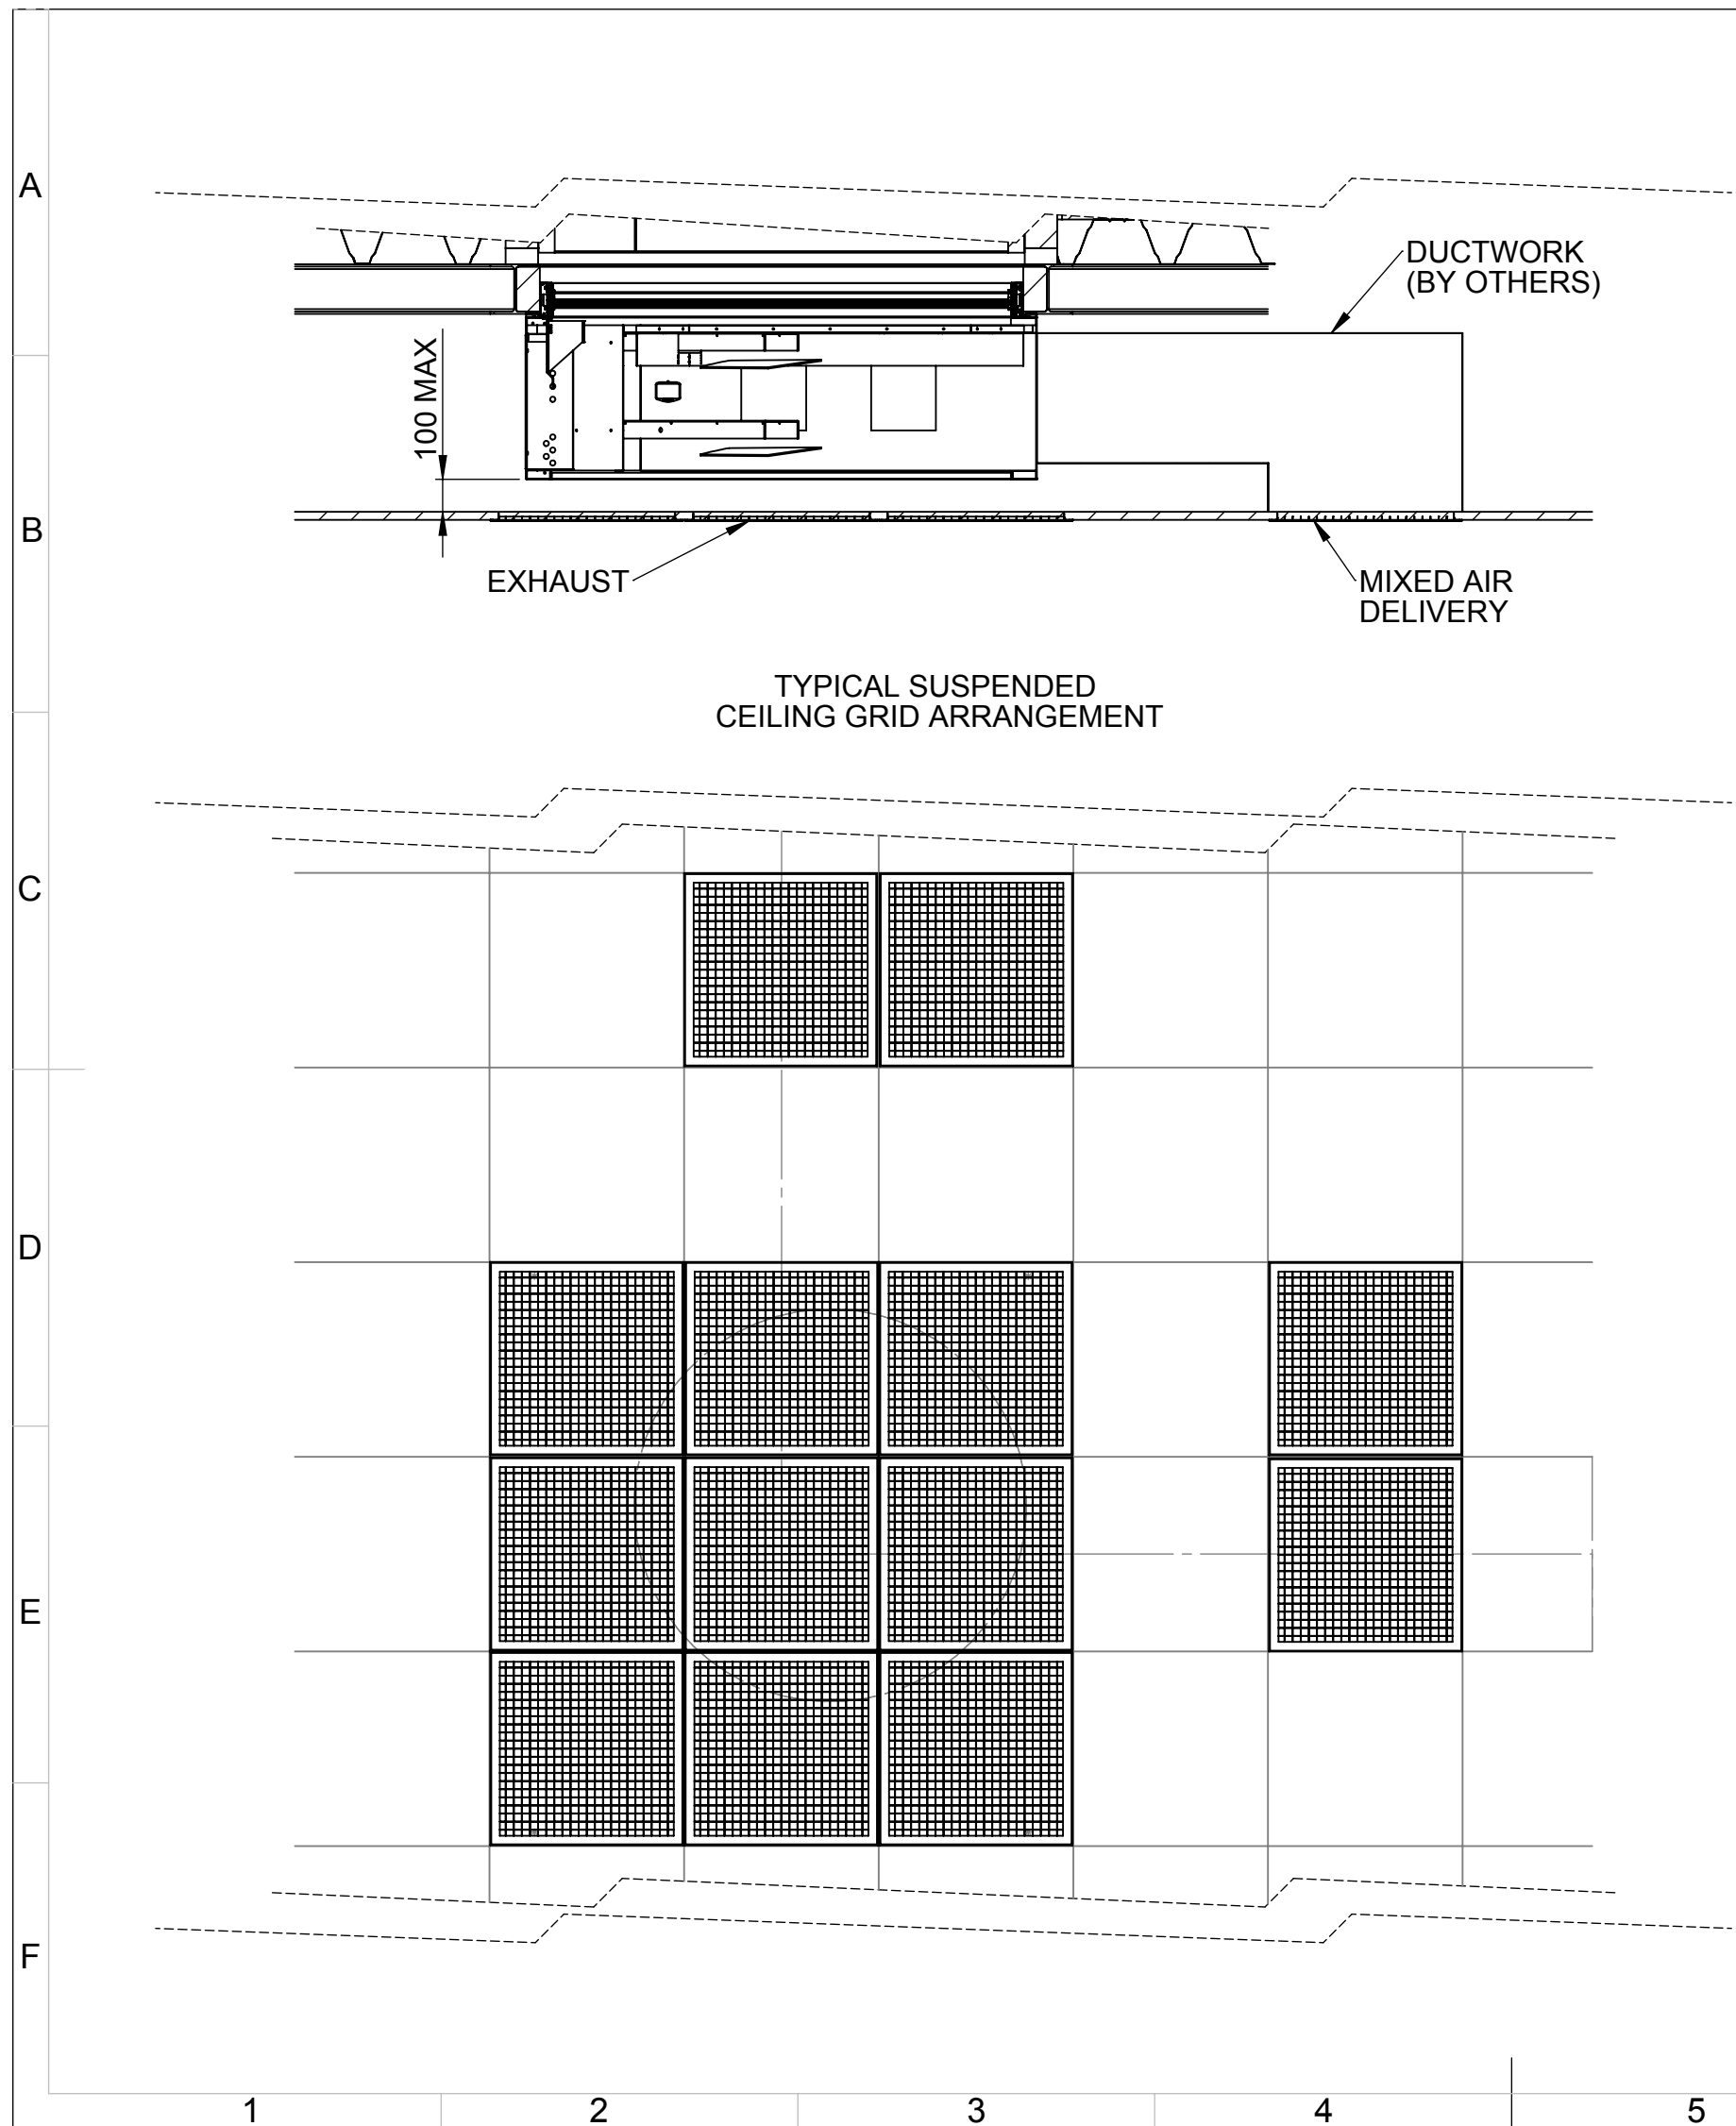 A
DUCTWORK
(BY OTHERS)
100 MAX
B
EXHAUST
MIXED AIR
DELIVERY
TYPICAL SUSPENDED
CEILING GRID ARRANGEMENT
C
D
E
F
1 2 3 4 5